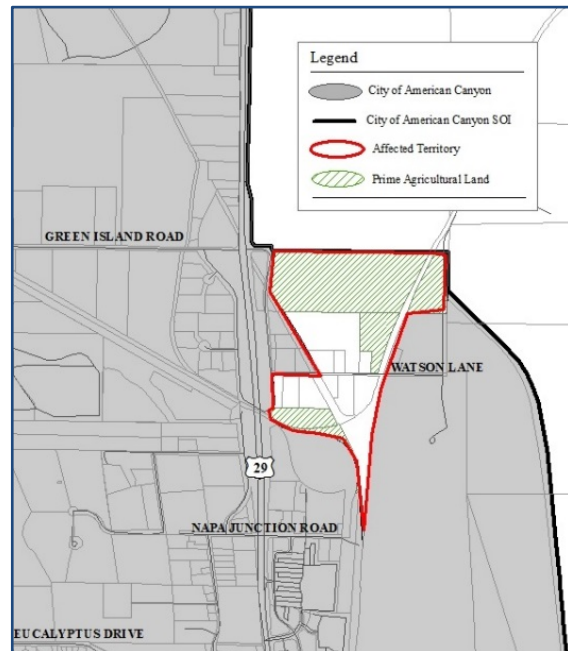 Legend
City of American Canyon
City of American Canyon SOI
Affected Territory
Prime Agricultural Land
GREEN ISLAND ROAD
WATSON LANE
29
NAPA JUNCTION ROAD
EUCALYPTUS DRIVE